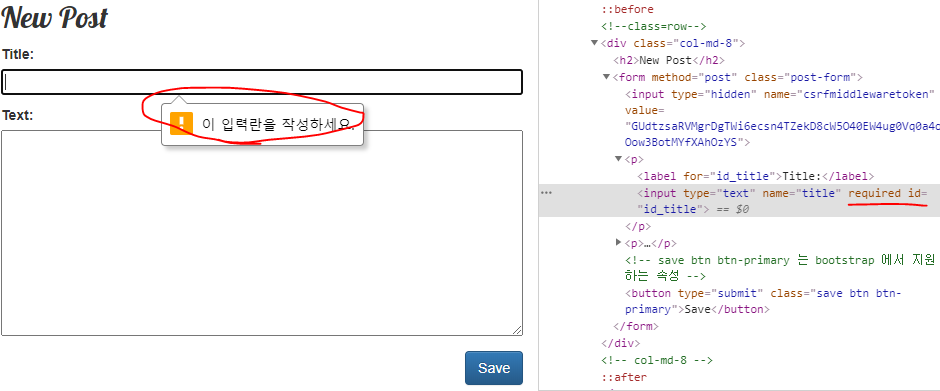 New Post
Title:
이 입력란을 작성하세요.
Text:
Save
::before
<!--class=row-->
<div class="col-md-8">
<h2>New Post</h2>
<form method="post" class="post-form">
<input type="hidden" name="csrfmiddlewaretoken"
value=
Oow3BotMYfXAhOzYS">
<p>
<label for="id_title">Title:</label>
<input type="text" name="title" required id=
"id_title"> == $0
</p>
<p>…</p>
<!-- save btn btn-primary 는 bootstrap 에서 지원
하는 속성 -->
<button type="submit" class="save btn btn-
primary">Save</button>
</form>
</div>
<!-- col-md-8 -->
::after